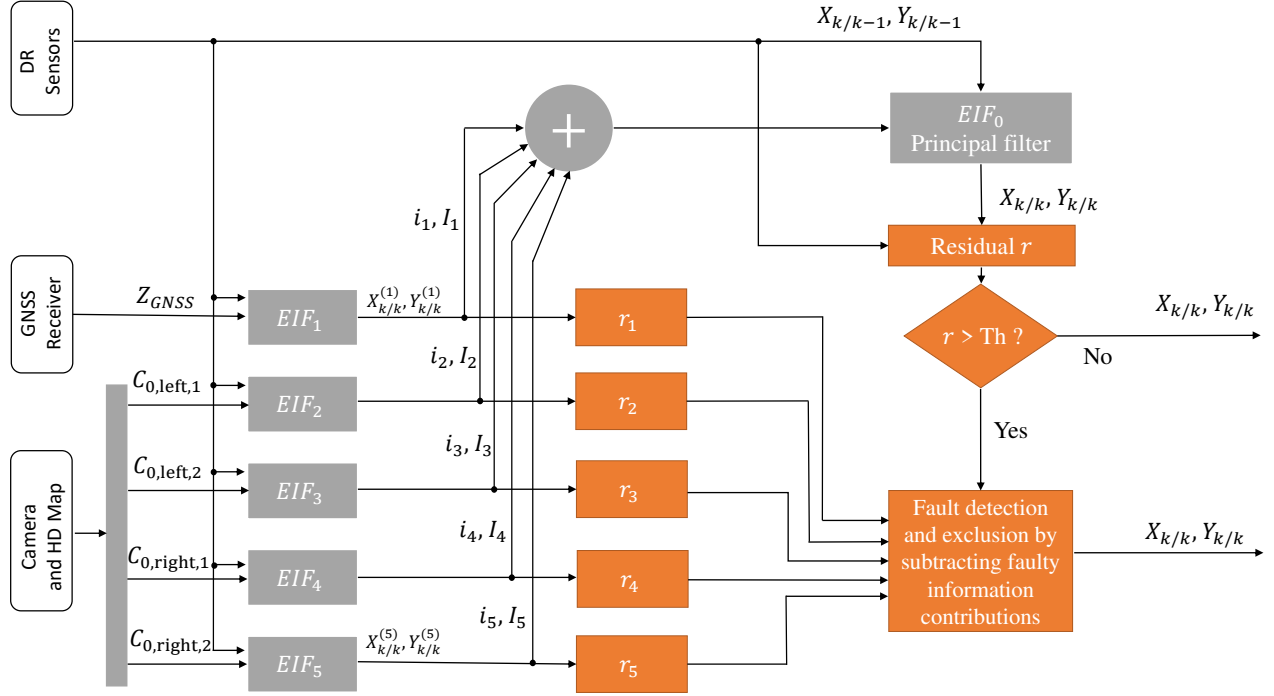 DR
Sensors
X_{k/k−1}, Y_{k/k−1}
+
EIF_0
Principal filter
X_{k/k}, Y_{k/k}
i_1, I_1
Residual r
GNSS
Receiver
Z_{GNSS}
EIF_1
X_{k/k}^{(1)}, Y_{k/k}^{(1)}
r_1
r > Th ?
X_{k/k}, Y_{k/k}
No
i_2, I_2
C_{0,left,1}
EIF_2
r_2
Yes
i_3, I_3
Camera
and HD Map
C_{0,left,2}
EIF_3
r_3
i_4, I_4
C_{0,right,1}
EIF_4
r_4
Fault detection
and exclusion by
subtracting faulty
information
contributions
X_{k/k}, Y_{k/k}
i_5, I_5
C_{0,right,2}
EIF_5
X_{k/k}^{(5)}, Y_{k/k}^{(5)}
r_5